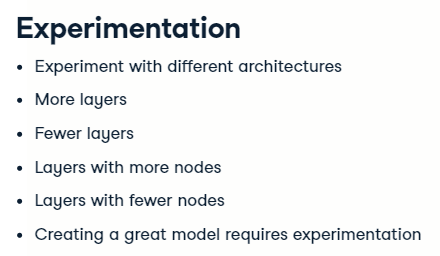 Experimentation
• Experiment with different architectures
• More layers
• Fewer layers
• Layers with more nodes
• Layers with fewer nodes
• Creating a great model requires experimentation